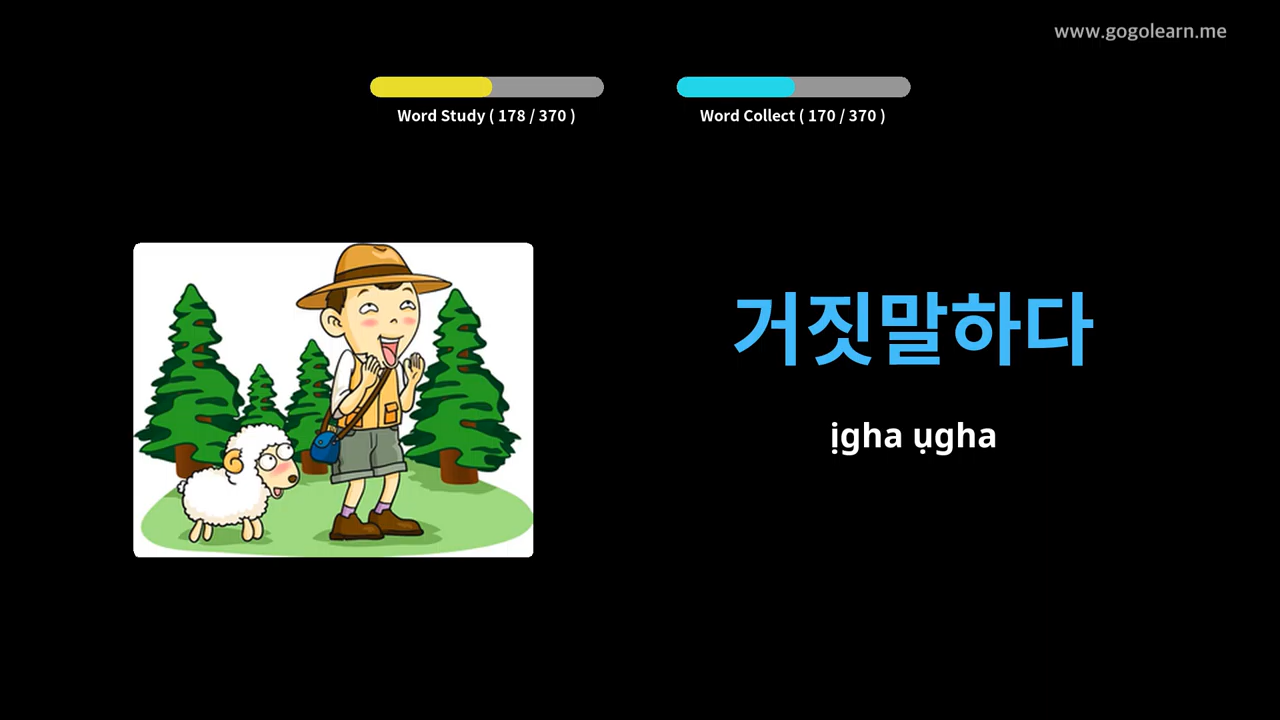 www.gogolearn.me
Word Study ( 178 / 370 )
Word Collect ( 170 / 370 )
거짓말하다
ịgha ụgha